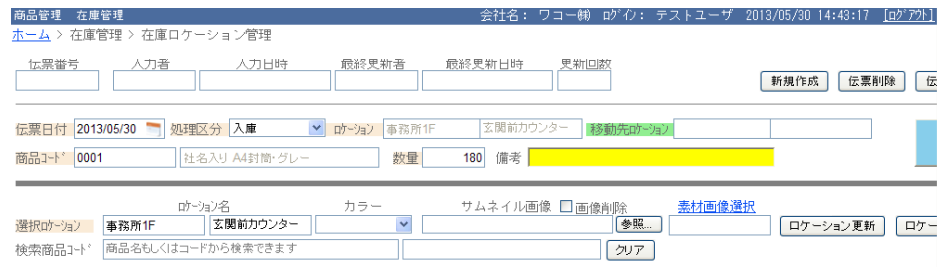 商品管理 在庫管理 会社名： ワコー㈱ ﾛｸﾞｲﾝ： テストユーザ 2013/05/30 14:43:17 [ﾛｸﾞｱｳﾄ]
ホーム > 在庫管理 > 在庫ロケーション管理
伝票番号 入力者 入力日時 最終更新者 最終更新日時 更新回数
新規作成 伝票削除 伝
伝票日付 2013/05/30 処理区分 入庫 ﾛｹｰｼｮﾝ 事務所1F 玄関前カウンター 移動先ﾛｹｰｼｮﾝ
商品ｺｰﾄﾞ 0001 社名入り A4封筒・グレー 数量 180 備考
ﾛｹｰｼｮﾝ名 カラー サムネイル画像 画像削除 素材画像選択
選択ﾛｹｰｼｮﾝ 事務所1F 玄関前カウンター 参照... ロケーション更新 ロケー
検索商品ｺｰﾄﾞ 商品名もしくはコードから検索できます クリア